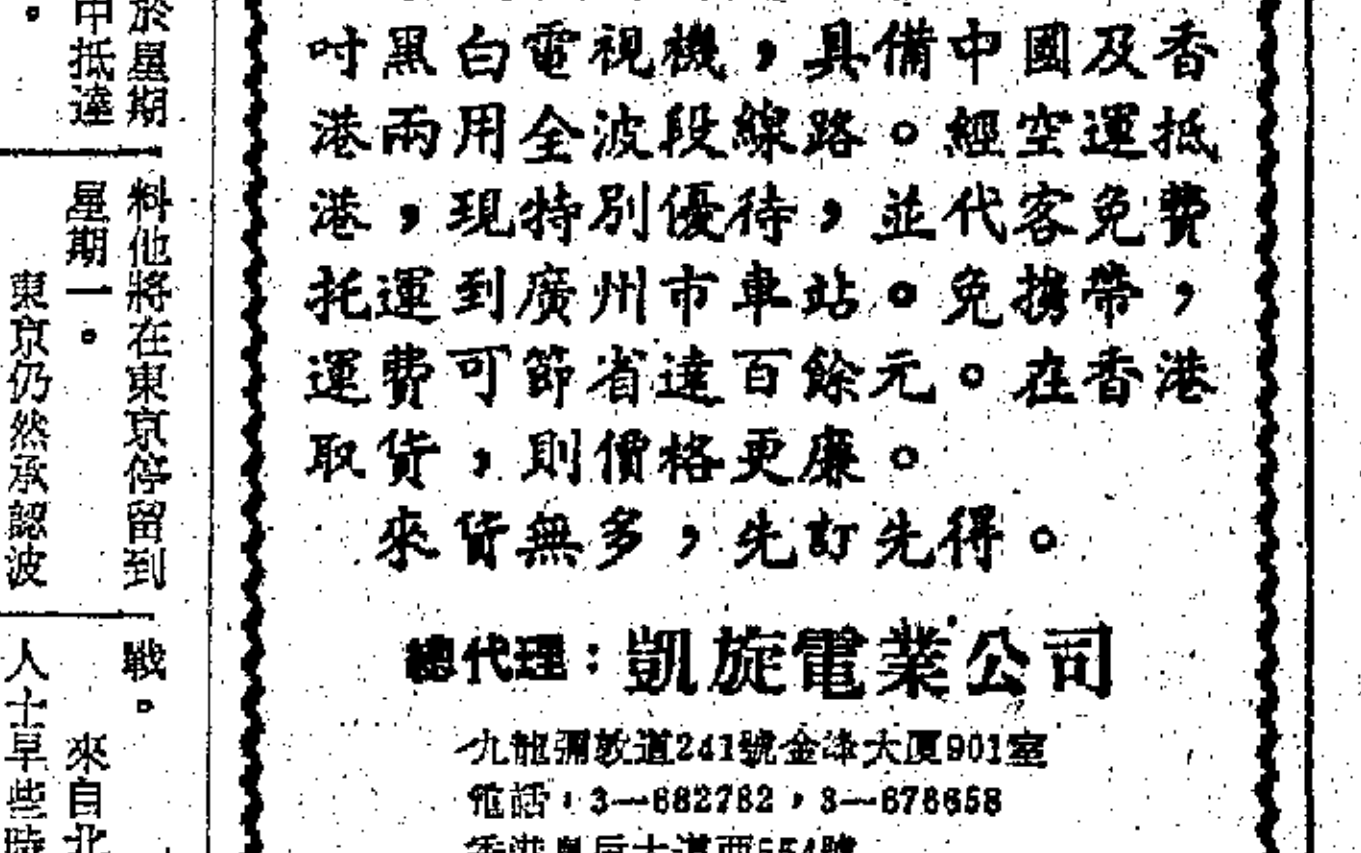 吋黑白電視機，具備中國及香
港兩用全波段線路。經空運抵
港，現特別優待，並代客免費
托運到廣州市車站。免攜帶，
運費可節省達百餘元。在香港
取貨，則價格更廉。
來貨無多，先訂先得。
總代理：凱旋電業公司
九龍彌敦道241號金峰大厦901室
電話：3—682782，3—678658
於星期
中抵達
。
料他將在東京停留到
星期一。
東京仍然承認波
戰。
來自北
人士早些時